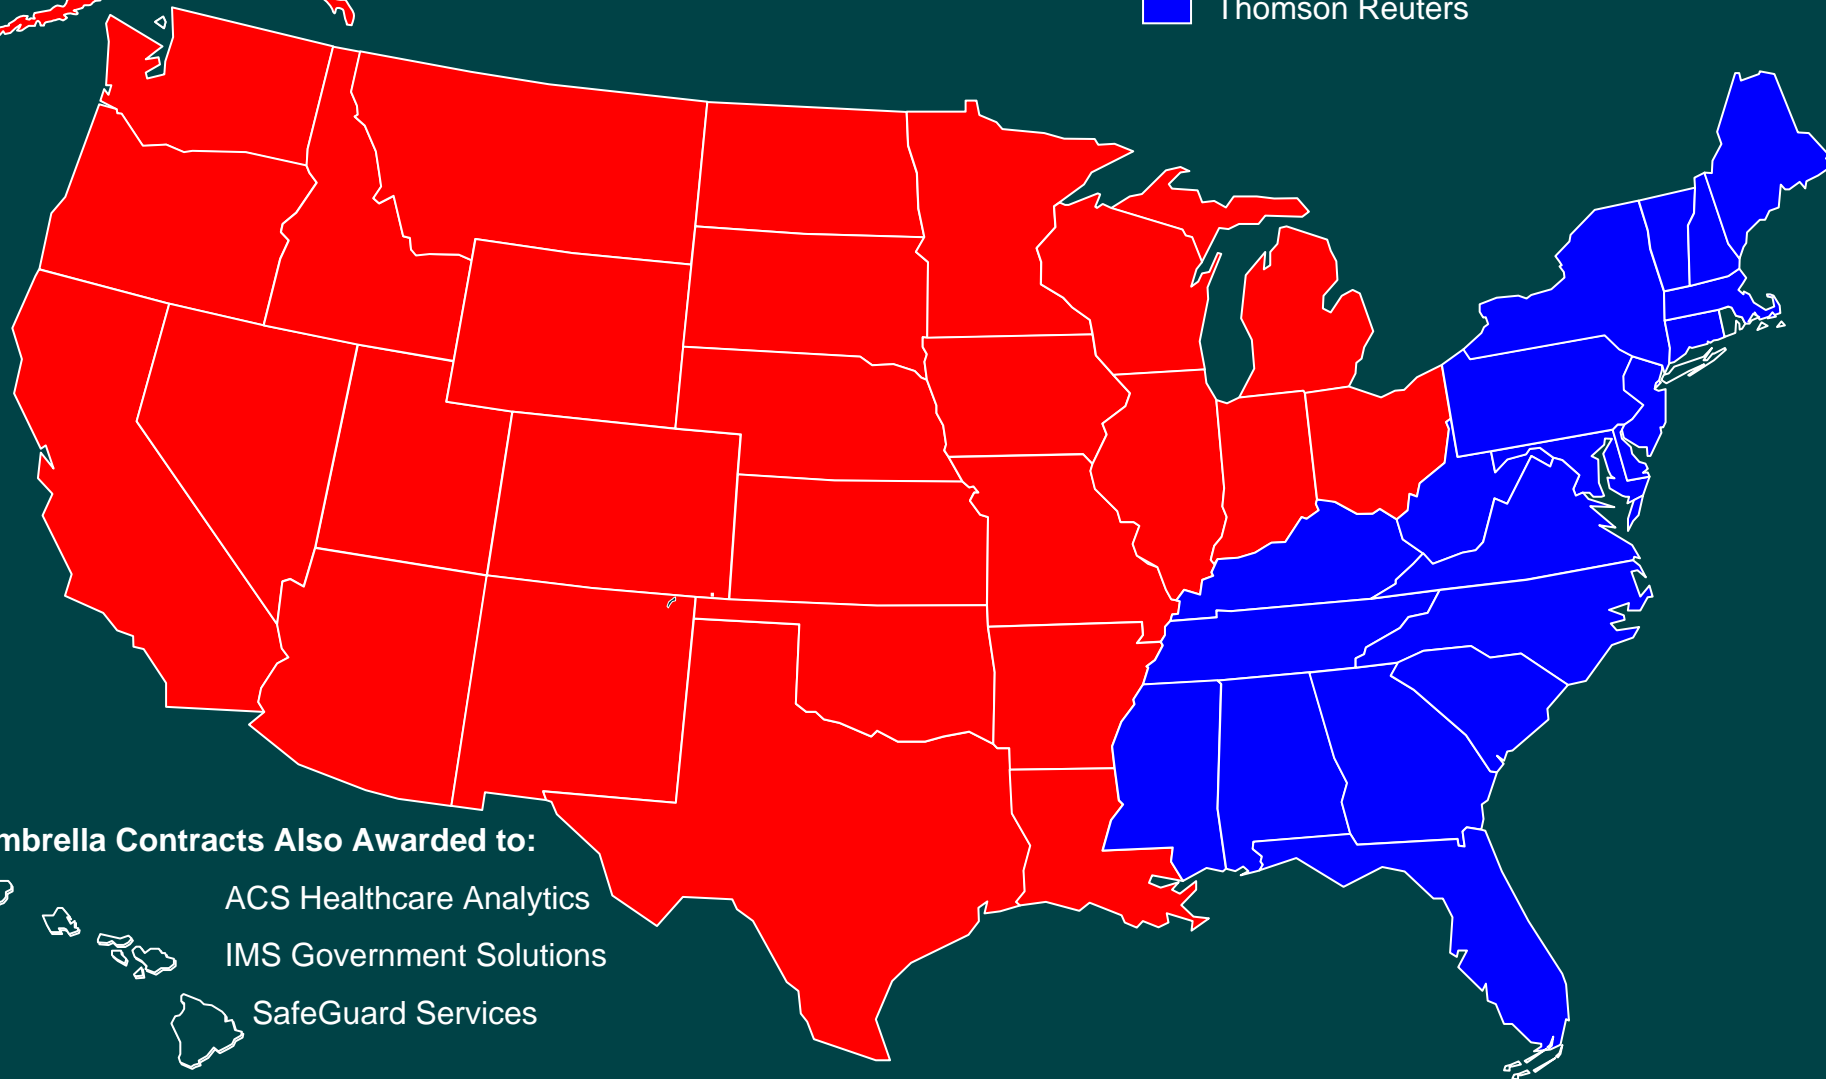 Thomson Reuters
mbrella Contracts Also Awarded to:
ACS Healthcare Analytics
IMS Government Solutions
SafeGuard Services